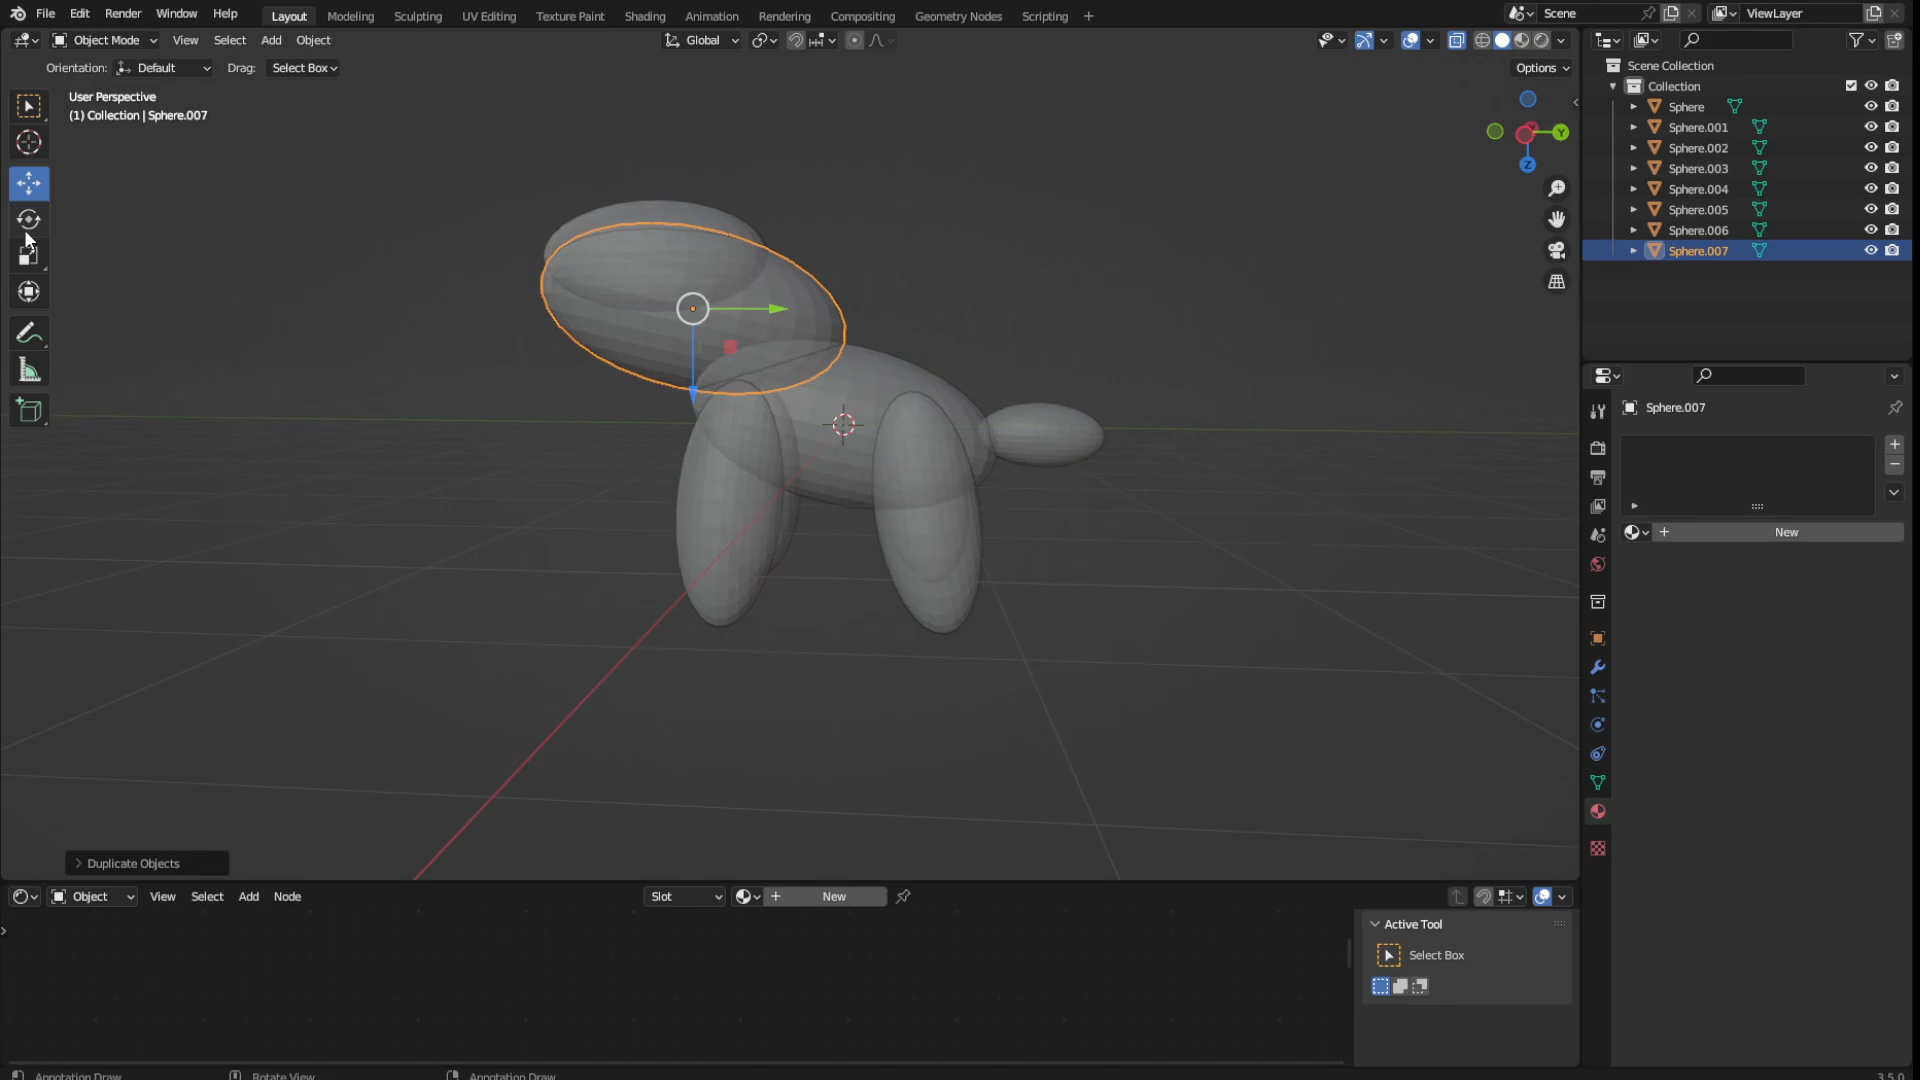 File Edit Render Window Help Layout Modeling Sculpting UV Editing Texture Paint Shading Animation Rendering Compositing Geometry Nodes Scripting + Scene ViewLayer
Object Mode View Select Add Object Global
Orientation: Default Drag: Select Box Options
User Perspective
(1) Collection | Sphere.007
Y
Z
Scene Collection
Collection
Sphere
Sphere.001
Sphere.002
Sphere.003
Sphere.004
Sphere.005
Sphere.006
Sphere.007
Sphere.007
New
Duplicate Objects
Object View Select Add Node Slot New
Active Tool
Select Box
Annotation Draw Rotate View Annotation Draw 3.5.0